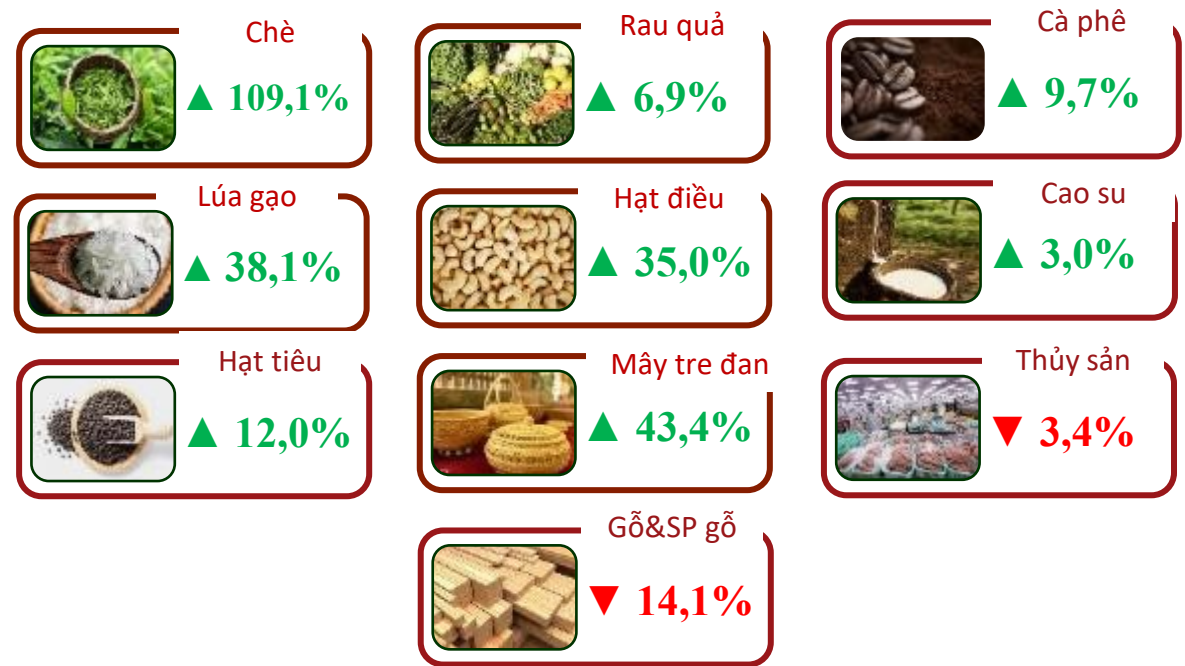 Chè
▲ 109,1%
Rau quả
▲ 6,9%
Cà phê
▲ 9,7%
Lúa gạo
▲ 38,1%
Hạt điều
▲ 35,0%
Cao su
▲ 3,0%
Hạt tiêu
▲ 12,0%
Mây tre đan
▲ 43,4%
Thủy sản
▼ 3,4%
Gỗ&SP gỗ
▼ 14,1%